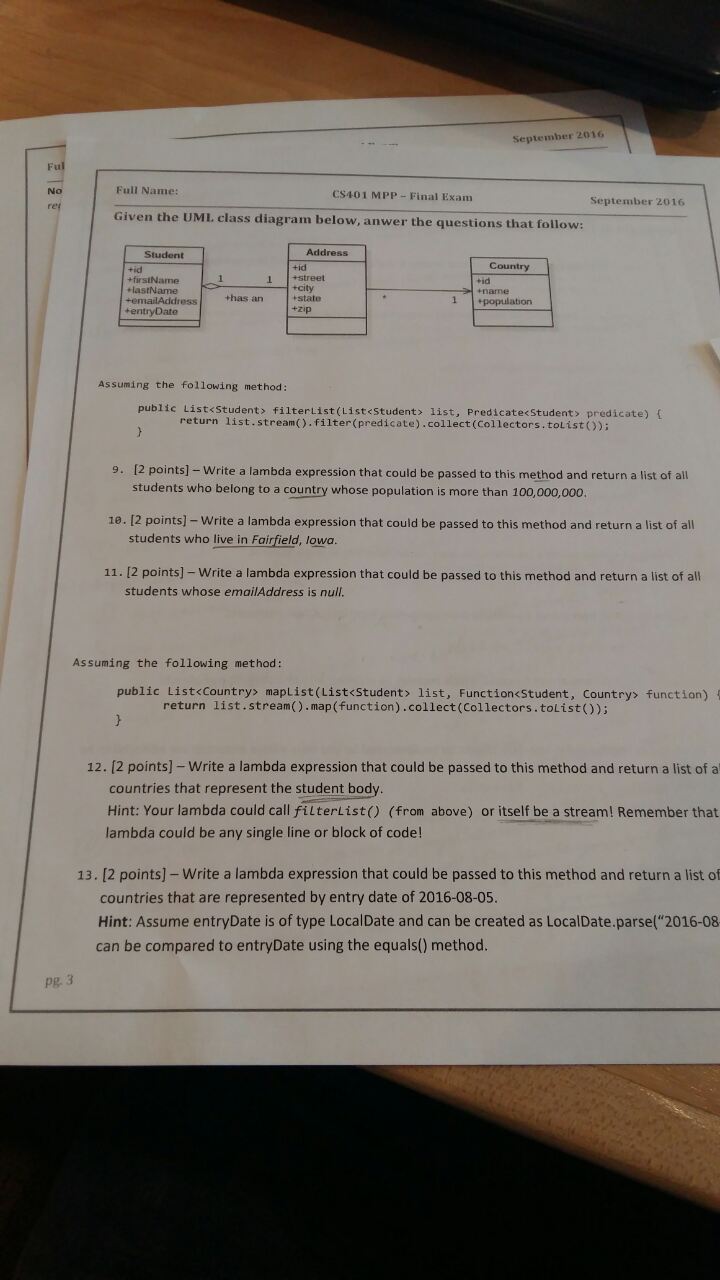 September 2016
Ful
No
re
Full Name:
CS401 MPP – Final Exam
September 2016
Given the UML class diagram below, anwer the questions that follow:
Student
+id
+firstName
+lastName
+emailAddress
+entryDate
1
1
+has an
Address
+id
+street
+city
+state
+zip
*
1
Country
+id
+name
+population
Assuming the following method:
public List<Student> filterList(List<Student> list, Predicate<Student> predicate) {
return list.stream().filter(predicate).collect(Collectors.toList());
}
9. [2 points] – Write a lambda expression that could be passed to this method and return a list of all
students who belong to a country whose population is more than 100,000,000.
10. [2 points] – Write a lambda expression that could be passed to this method and return a list of all
students who live in Fairfield, Iowa.
11. [2 points] – Write a lambda expression that could be passed to this method and return a list of all
students whose emailAddress is null.
Assuming the following method:
public List<Country> mapList(List<Student> list, Function<Student, Country> function) {
return list.stream().map(function).collect(Collectors.toList());
}
12. [2 points] – Write a lambda expression that could be passed to this method and return a list of a
countries that represent the student body.
Hint: Your lambda could call filterList() (from above) or itself be a stream! Remember that
lambda could be any single line or block of code!
13. [2 points] – Write a lambda expression that could be passed to this method and return a list of
countries that are represented by entry date of 2016-08-05.
Hint: Assume entryDate is of type LocalDate and can be created as LocalDate.parse(“2016-08-
can be compared to entryDate using the equals() method.
pg. 3